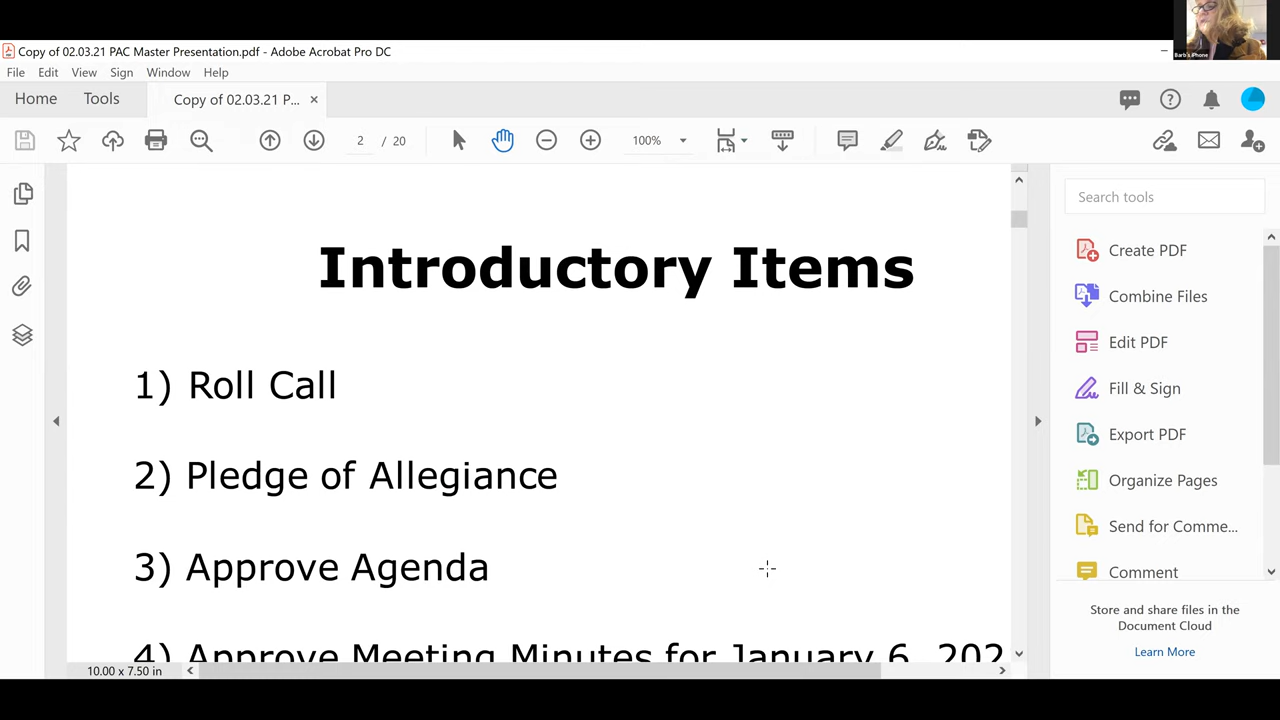 Barb's iPhone
Copy of 02.03.21 PAC Master Presentation.pdf - Adobe Acrobat Pro DC
File Edit View Sign Window Help
Home Tools Copy of 02.03.21 P... ×
2 / 20 100%
Search tools
Introductory Items
1) Roll Call
2) Pledge of Allegiance
3) Approve Agenda
4) Approve Meeting Minutes for January 6, 202
10.00 x 7.50 in
Create PDF
Combine Files
Edit PDF
Fill & Sign
Export PDF
Organize Pages
Send for Comme...
Comment
Store and share files in the
Document Cloud
Learn More